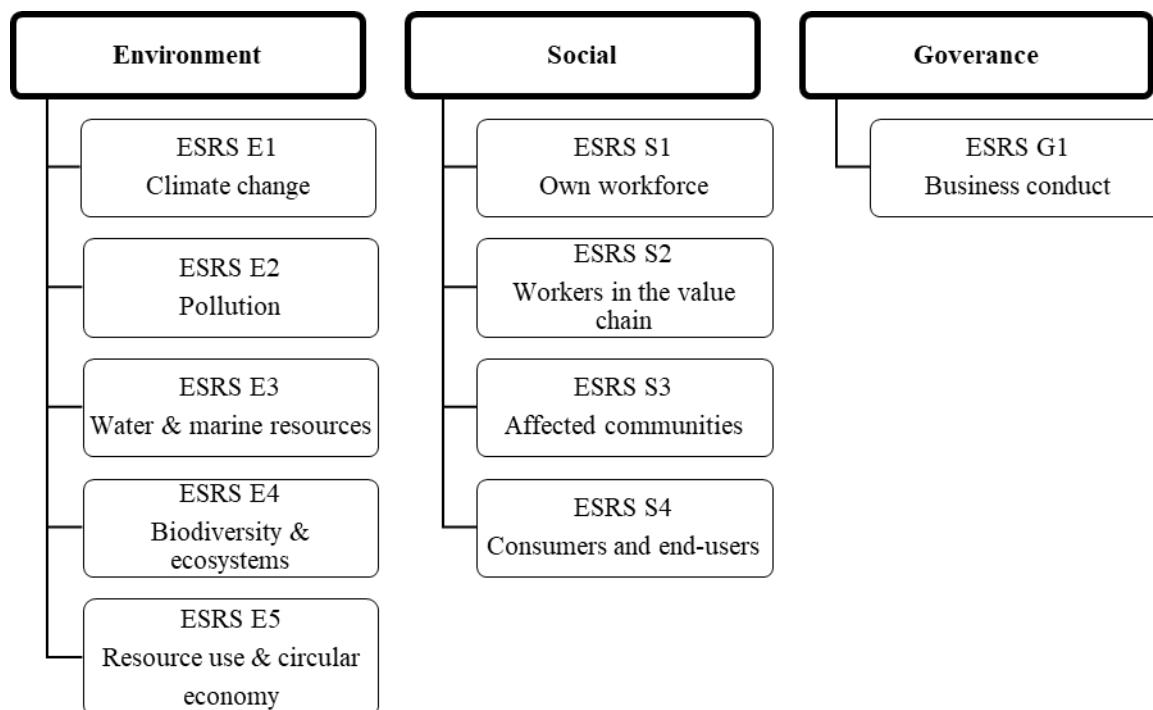 Environment
ESRS E1
Climate change
ESRS E2
Pollution
ESRS E3
Water & marine resources
ESRS E4
Biodiversity &
ecosystems
ESRS E5
Resource use & circular
economy
Social
ESRS S1
Own workforce
ESRS S2
Workers in the value
chain
ESRS S3
Affected communities
ESRS S4
Consumers and end-users
Goverance
ESRS G1
Business conduct